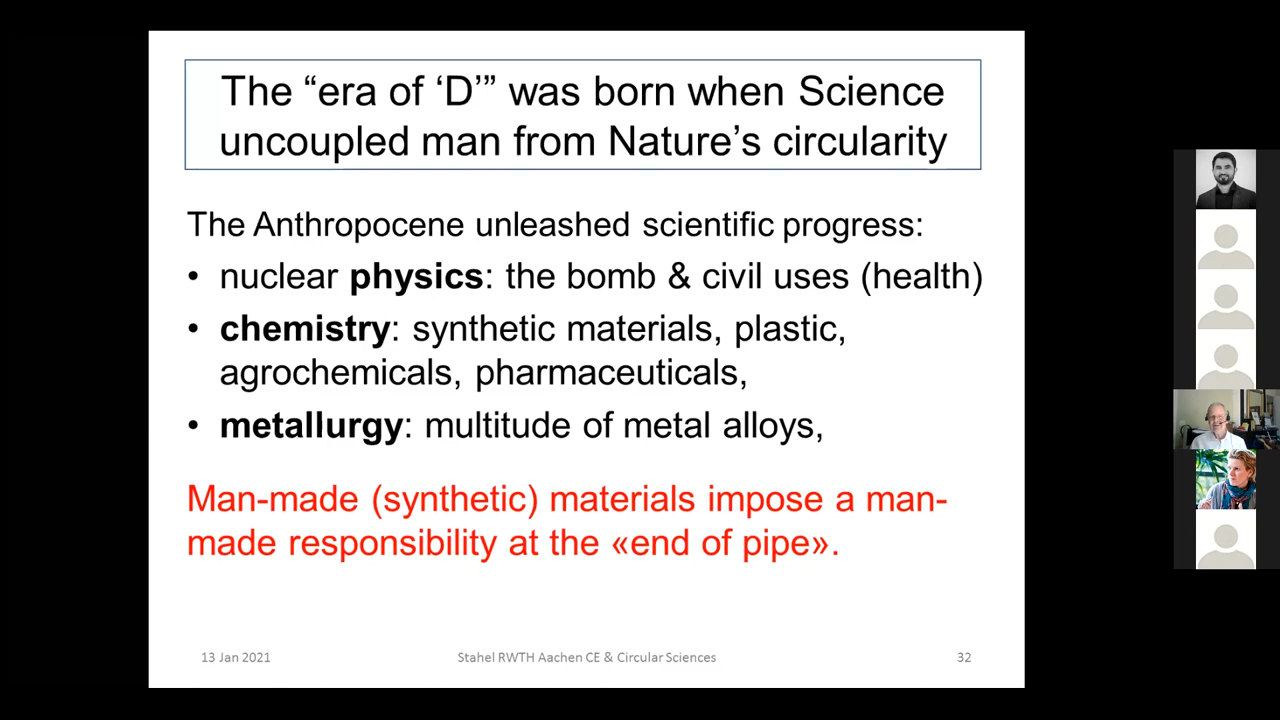 The “era of ‘D’” was born when Science
uncoupled man from Nature’s circularity
The Anthropocene unleashed scientific progress:
• nuclear physics: the bomb & civil uses (health)
• chemistry: synthetic materials, plastic,
agrochemicals, pharmaceuticals,
• metallurgy: multitude of metal alloys,
Man-made (synthetic) materials impose a man-
made responsibility at the «end of pipe».
13 Jan 2021
Stahel RWTH Aachen CE & Circular Sciences
32